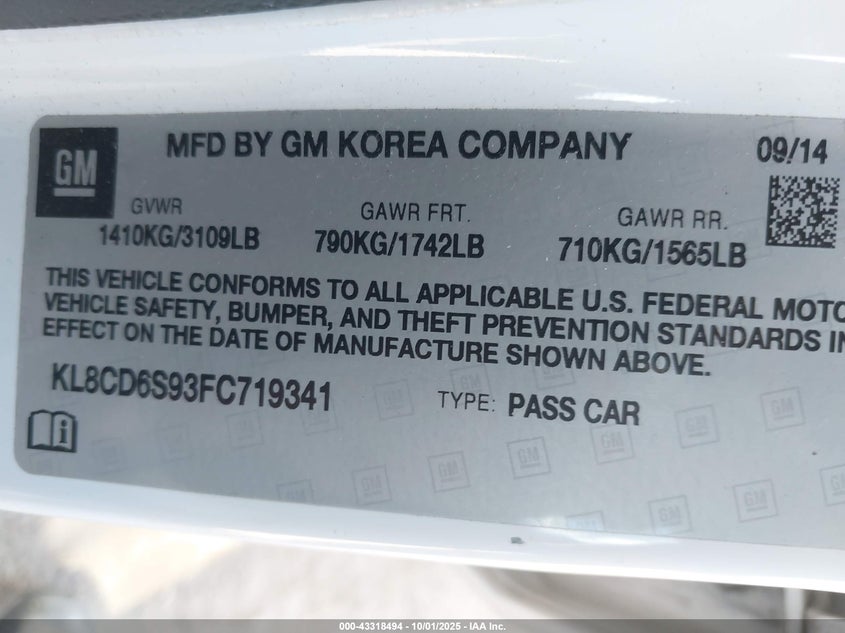 GM
MFD BY GM KOREA COMPANY 09/14
GVWR GAWR FRT. GAWR RR.
1410KG/3109LB 790KG/1742LB 710KG/1565LB
THIS VEHICLE CONFORMS TO ALL APPLICABLE U.S. FEDERAL MOTO
VEHICLE SAFETY, BUMPER, AND THEFT PREVENTION STANDARDS IN
EFFECT ON THE DATE OF MANUFACTURE SHOWN ABOVE.
KL8CD6S93FC719341 TYPE: PASS CAR
000-43318494 - 10/01/2025 - IAA Inc.